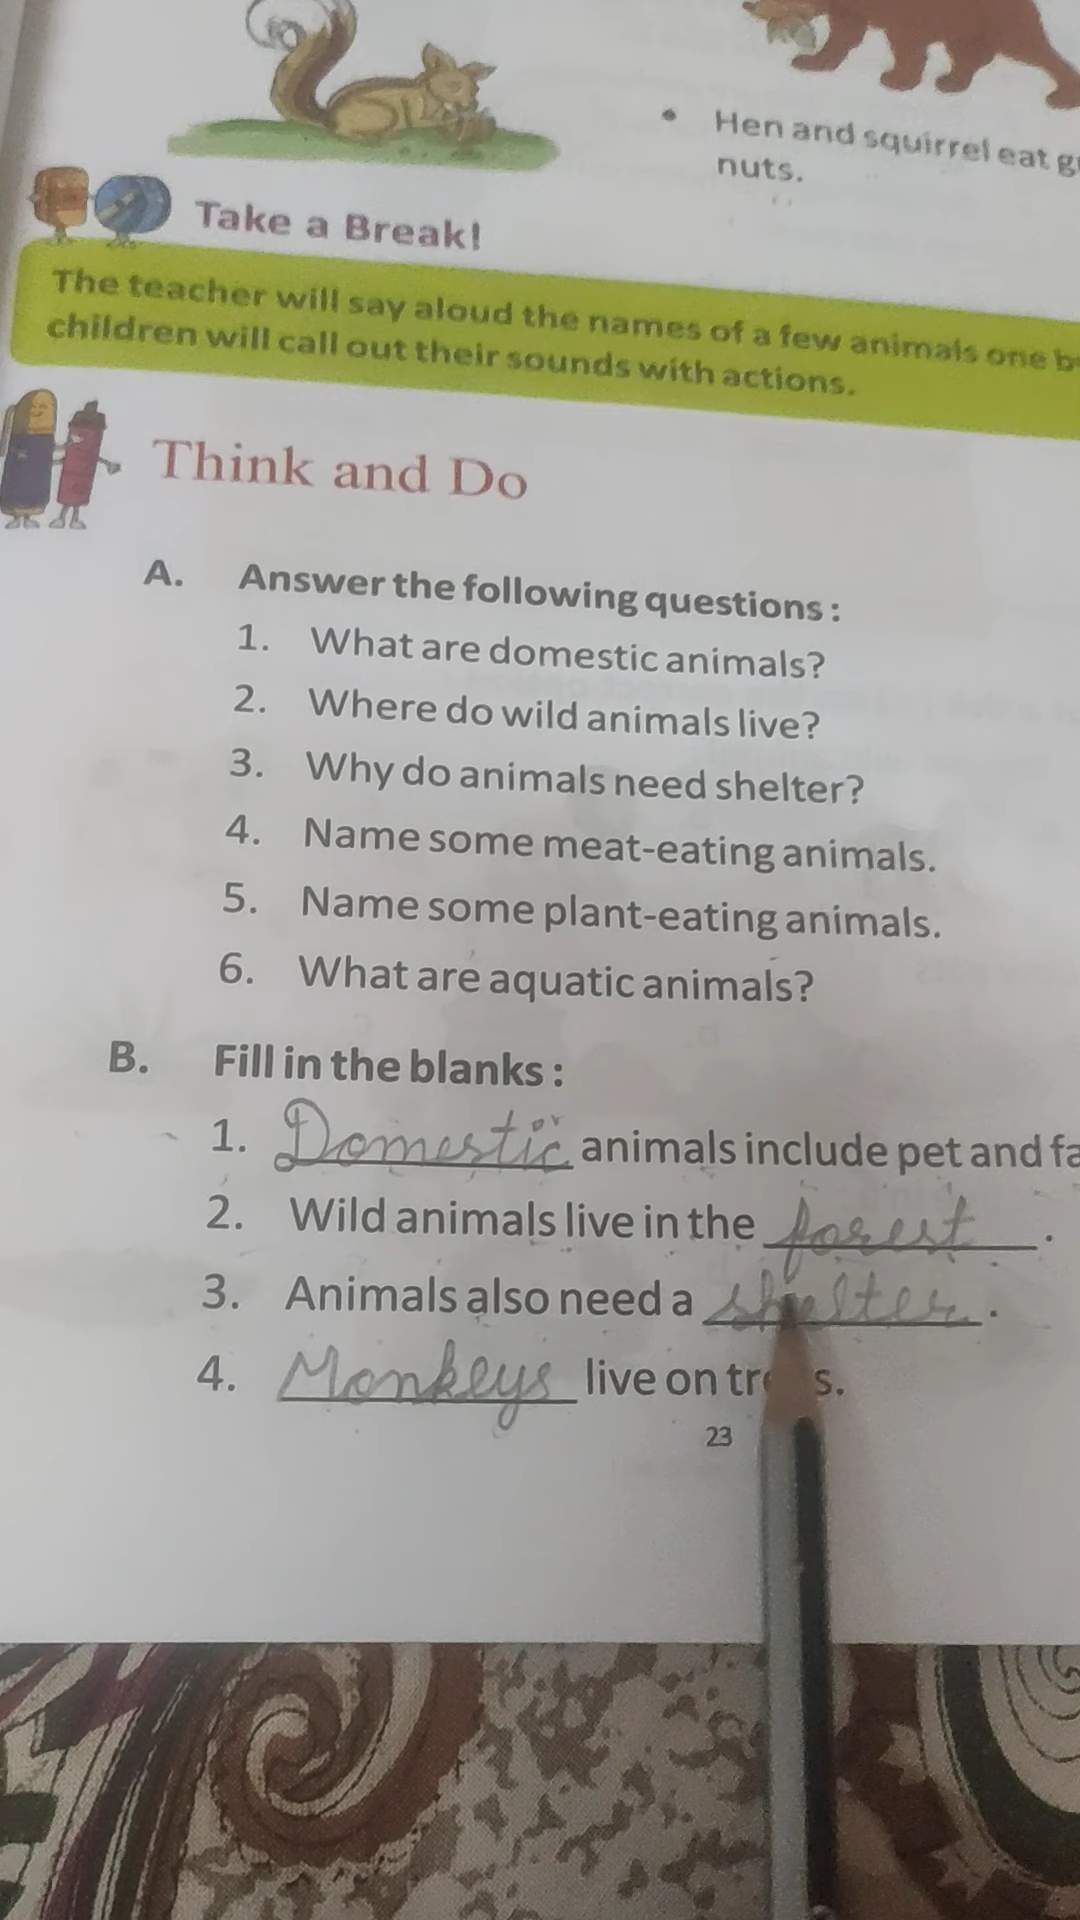 • Hen and squirrel eat
nuts.
Take a Break!
The teacher will say aloud the names of a few animals one
children will call out their sounds with actions.
Think and Do
A. Answer the following questions :
1. What are domestic animals?
2. Where do wild animals live?
3. Why do animals need shelter?
4. Name some meat-eating animals.
5. Name some plant-eating animals.
6. What are aquatic animals?
B. Fill in the blanks :
1. Domestic animals include pet and
2. Wild animals live in the forest.
3. Animals also need a shelter.
4. Monkeys live on trees.
23